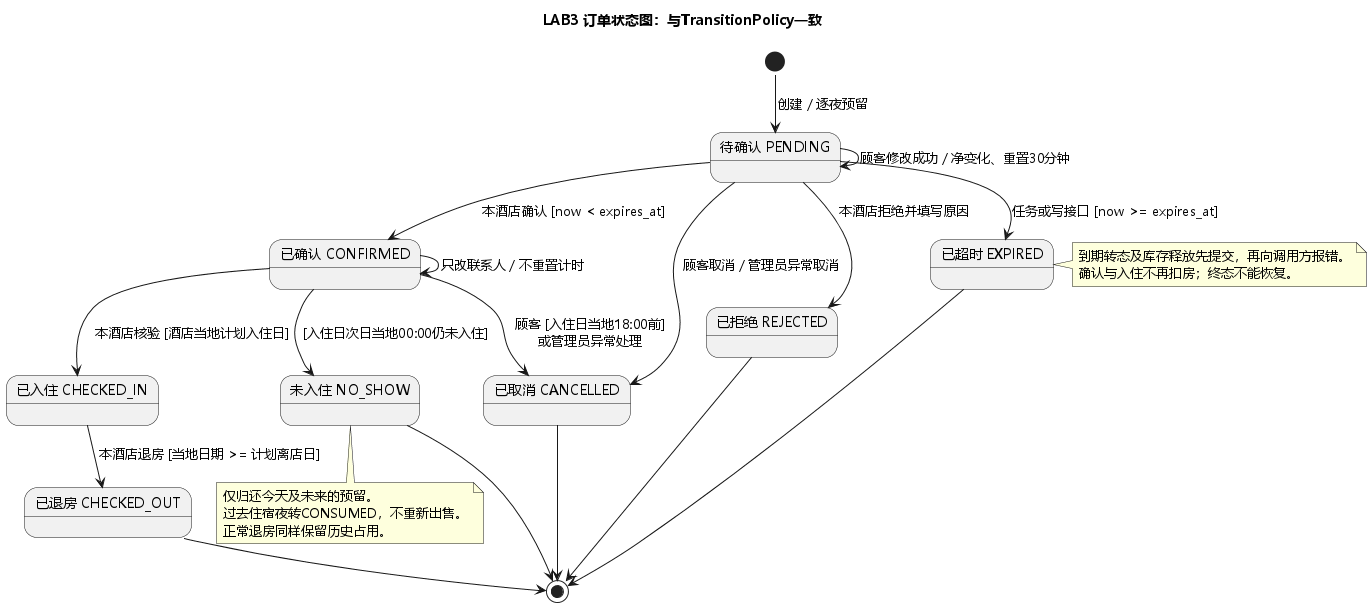 LAB3 订单状态图：与TransitionPolicy一致
创建 / 逐夜预留
待确认 PENDING
顾客修改成功 / 净变化、重置30分钟
本酒店确认 [now < expires_at]
本酒店拒绝并填写原因
任务或写接口 [now >= expires_at]
已确认 CONFIRMED
只改联系人 / 不重置计时
顾客取消 / 管理员异常取消
已超时 EXPIRED
到期转态及库存释放先提交，再向调用方报错。
确认与入住不再扣房；终态不能恢复。
本酒店核验 [酒店当地计划入住日]
[入住日次日当地00:00仍未入住]
顾客 [入住日当地18:00前]
或管理员异常处理
已拒绝 REJECTED
已入住 CHECKED_IN
未入住 NO_SHOW
已取消 CANCELLED
本酒店退房 [当地日期 >= 计划离店日]
已退房 CHECKED_OUT
仅归还今天及未来的预留。
过去住宿夜转CONSUMED，不重新出售。
正常退房同样保留历史占用。